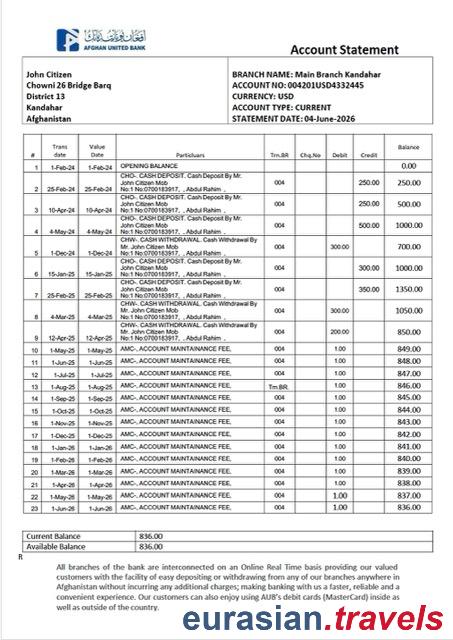 افغان یونایتد بانک
AFGHAN UNITED BANK
Account Statement
John Citizen
Chowni 26 Bridge Barq
District 13
Kandahar
Afghanistan
BRANCH NAME: Main Branch Kandahar
ACCOUNT NO: 004201USD4332445
CURRENCY: USD
ACCOUNT TYPE: CURRENT
STATEMENT DATE: 04-June-2026
# Trans date Value Date Particluars Trn.BR Chq.No Debit Credit Balance
1 1-Feb-24 1-Feb-24 OPENING BALANCE 0.00
2 25-Feb-24 25-Feb-24 CHO-. CASH DEPOSIT. Cash Deposit By Mr. John Citizen Mob No:1 No:0700183917, , Abdul Rahim , 004 250.00 250.00
3 10-Apr-24 10-Apr-24 CHO-. CASH DEPOSIT. Cash Deposit By Mr. John Citizen Mob No:1 No:0700183917, , Abdul Rahim , 004 250.00 500.00
4 4-May-24 4-May-24 CHO-. CASH DEPOSIT. Cash Deposit By Mr. John Citizen Mob No:1 No:0700183917, , Abdul Rahim , 004 500.00 1000.00
5 1-Dec-24 1-Dec-24 CHW-. CASH WITHDRAWAL. Cash Withdrawal By Mr. John Citizen Mob No:1 No:0700183917, , Abdul Rahim , 004 300.00 700.00
6 15-Jan-25 15-Jan-25 CHO-. CASH DEPOSIT. Cash Deposit By Mr. John Citizen Mob No:1 No:0700183917, , Abdul Rahim , 004 300.00 1000.00
7 25-Feb-25 25-Feb-25 CHO-. CASH DEPOSIT. Cash Deposit By Mr. John Citizen Mob No:1 No:0700183917, , Abdul Rahim , 004 350.00 1350.00
8 4-Mar-25 4-Mar-25 CHW-. CASH WITHDRAWAL. Cash Withdrawal By Mr. John Citizen Mob No:1 No:0700183917, , Abdul Rahim , 004 300.00 1050.00
9 12-Apr-25 12-Apr-25 CHW-. CASH WITHDRAWAL. Cash Withdrawal By Mr. John Citizen Mob No:1 No:0700183917, , Abdul Rahim , 004 200.00 850.00
10 1-May-25 1-May-25 AMC-, ACCOUNT MAINTAINANCE FEE, 004 1.00 849.00
11 1-Jun-25 1-Jun-25 AMC-, ACCOUNT MAINTAINANCE FEE, 004 1.00 848.00
12 1-Jul-25 1-Jul-25 AMC-, ACCOUNT MAINTAINANCE FEE, 004 1.00 847.00
13 1-Aug-25 1-Aug-25 AMC-, ACCOUNT MAINTAINANCE FEE, Trn.BR. 1.00 846.00
14 1-Sep-25 1-Sep-25 AMC-, ACCOUNT MAINTAINANCE FEE, 004 1.00 845.00
15 1-Oct-25 1-Oct-25 AMC-, ACCOUNT MAINTAINANCE FEE, 004 1.00 844.00
16 1-Nov-25 1-Nov-25 AMC-, ACCOUNT MAINTAINANCE FEE, 004 1.00 843.00
17 1-Dec-25 1-Dec-25 AMC-, ACCOUNT MAINTAINANCE FEE, 004 1.00 842.00
18 1-Jan-26 1-Jan-26 AMC-, ACCOUNT MAINTAINANCE FEE, 004 1.00 841.00
19 1-Feb-26 1-Feb-26 AMC-, ACCOUNT MAINTAINANCE FEE, 004 1.00 840.00
20 1-Mar-26 1-Mar-26 AMC-, ACCOUNT MAINTAINANCE FEE, 004 1.00 839.00
21 1-Apr-26 1-Apr-26 AMC-, ACCOUNT MAINTAINANCE FEE, 004 1.00 838.00
22 1-May-26 1-May-26 AMC-, ACCOUNT MAINTAINANCE FEE, 004 1.00 837.00
23 1-Jun-26 1-Jun-26 AMC-, ACCOUNT MAINTAINANCE FEE, 004 1.00 836.00
Current Balance 836.00
Available Balance 836.00
R
All branches of the bank are interconnected on an Online Real Time basis providing our valued
customers with the facility of easy depositing or withdrawing from any of our branches anywhere in
Afghanistan without incurring any additional charges; making banking with us a faster, reliable and a
convenient experience. Our customers can also enjoy using AUB's debit cards (MasterCard) inside as
well as outside of the country.
eurasian.travels